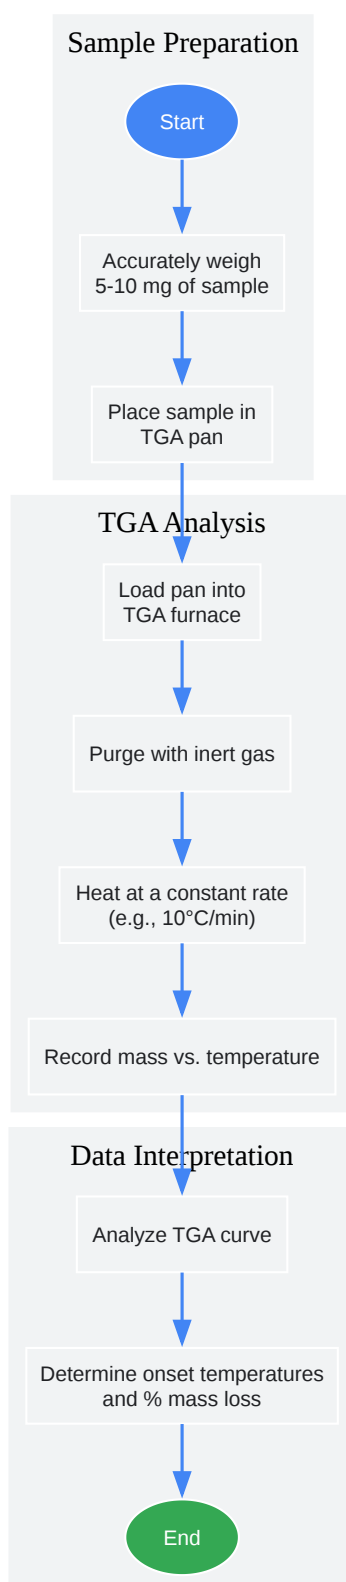 Sample Preparation
Start
Accurately weigh
5-10 mg of sample
Place sample in
TGA pan
TGA Analysis
Load pan into
TGA furnace
Purge with inert gas
Heat at a constant rate
(e.g., 10°C/min)
Record mass vs. temperature
Data Interpretation
Analyze TGA curve
Determine onset temperatures
and % mass loss
End